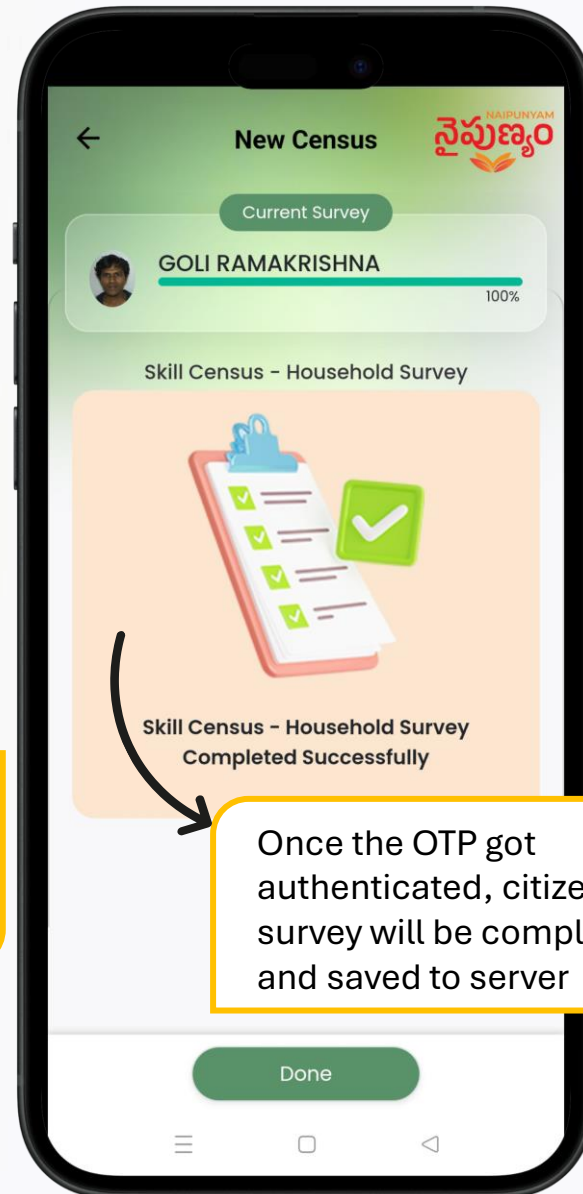 New Census
NAIPUNYAM
నైపుణ్యం
Current Survey
GOLI RAMAKRISHNA
100%
Skill Census - Household Survey
Skill Census - Household Survey
Completed Successfully
Once the OTP got
authenticated, citize
survey will be compl
and saved to server
Done